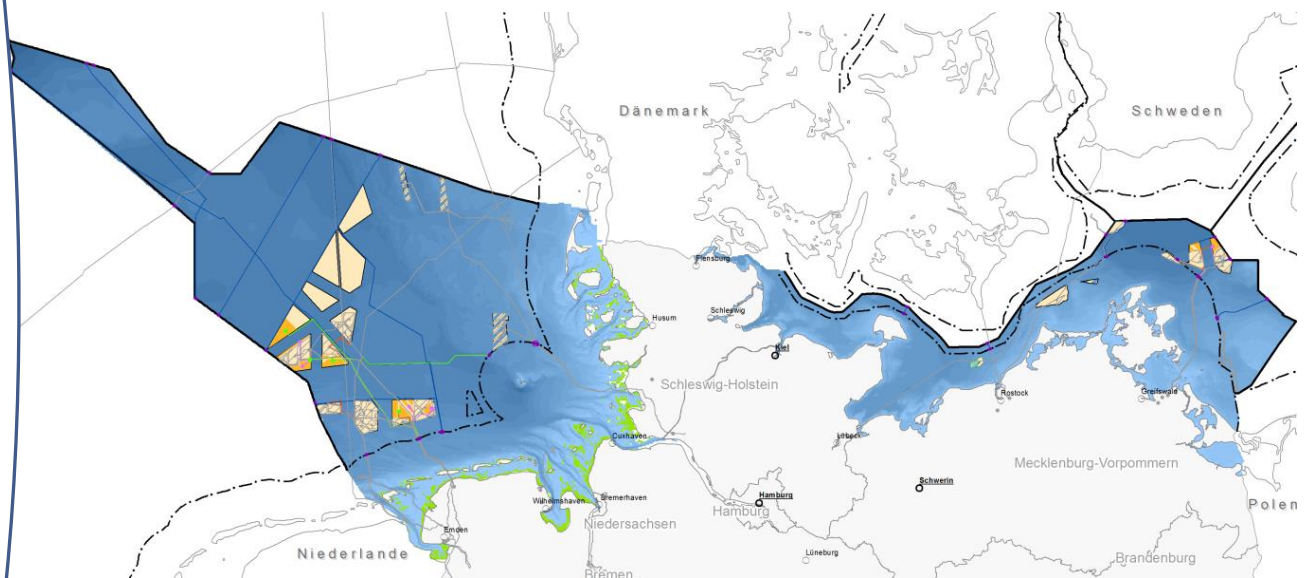 Dänemark
Schweden
Flensburg
Schleswig
Husum
Kiel
Schleswig-Holstein
Rostock
Greifswald
Cuxhaven
Lübeck
Mecklenburg-Vorpommern
Schwerin
Wilhelmshaven
Bremerhaven
Hamburg
Hamburg
Polen
Niedersachsen
Emden
Niederlande
Lüneburg
Brandenburg
Bremen